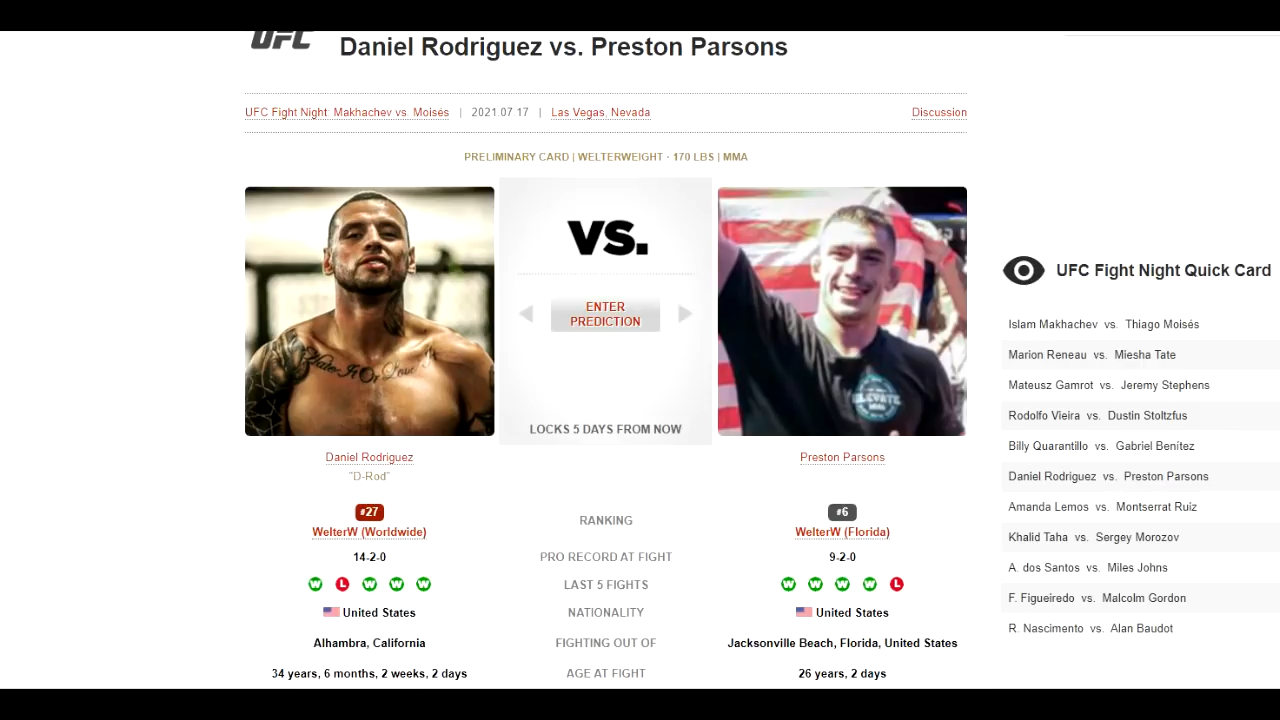 UFC
Daniel Rodriguez vs. Preston Parsons
UFC Fight Night: Makhachev vs. Moisés | 2021.07.17 | Las Vegas, Nevada
Discussion
PRELIMINARY CARD | WELTERWEIGHT · 170 LBS | MMA
VS.
ENTER
PREDICTION
LOCKS 5 DAYS FROM NOW
Hate It Or Love It
ELEVATE
Daniel Rodriguez
Preston Parsons
"D-Rod"
#27
RANKING
#6
WelterW (Worldwide)
WelterW (Florida)
14-2-0
PRO RECORD AT FIGHT
9-2-0
W L W W W
LAST 5 FIGHTS
W W W W L
United States
NATIONALITY
United States
Alhambra, California
FIGHTING OUT OF
Jacksonville Beach, Florida, United States
34 years, 6 months, 2 weeks, 2 days
AGE AT FIGHT
26 years, 2 days
UFC Fight Night Quick Card
Islam Makhachev vs. Thiago Moisés
Marion Reneau vs. Miesha Tate
Mateusz Gamrot vs. Jeremy Stephens
Rodolfo Vieira vs. Dustin Stoltzfus
Billy Quarantillo vs. Gabriel Benítez
Daniel Rodriguez vs. Preston Parsons
Amanda Lemos vs. Montserrat Ruiz
Khalid Taha vs. Sergey Morozov
A. dos Santos vs. Miles Johns
F. Figueiredo vs. Malcolm Gordon
R. Nascimento vs. Alan Baudot